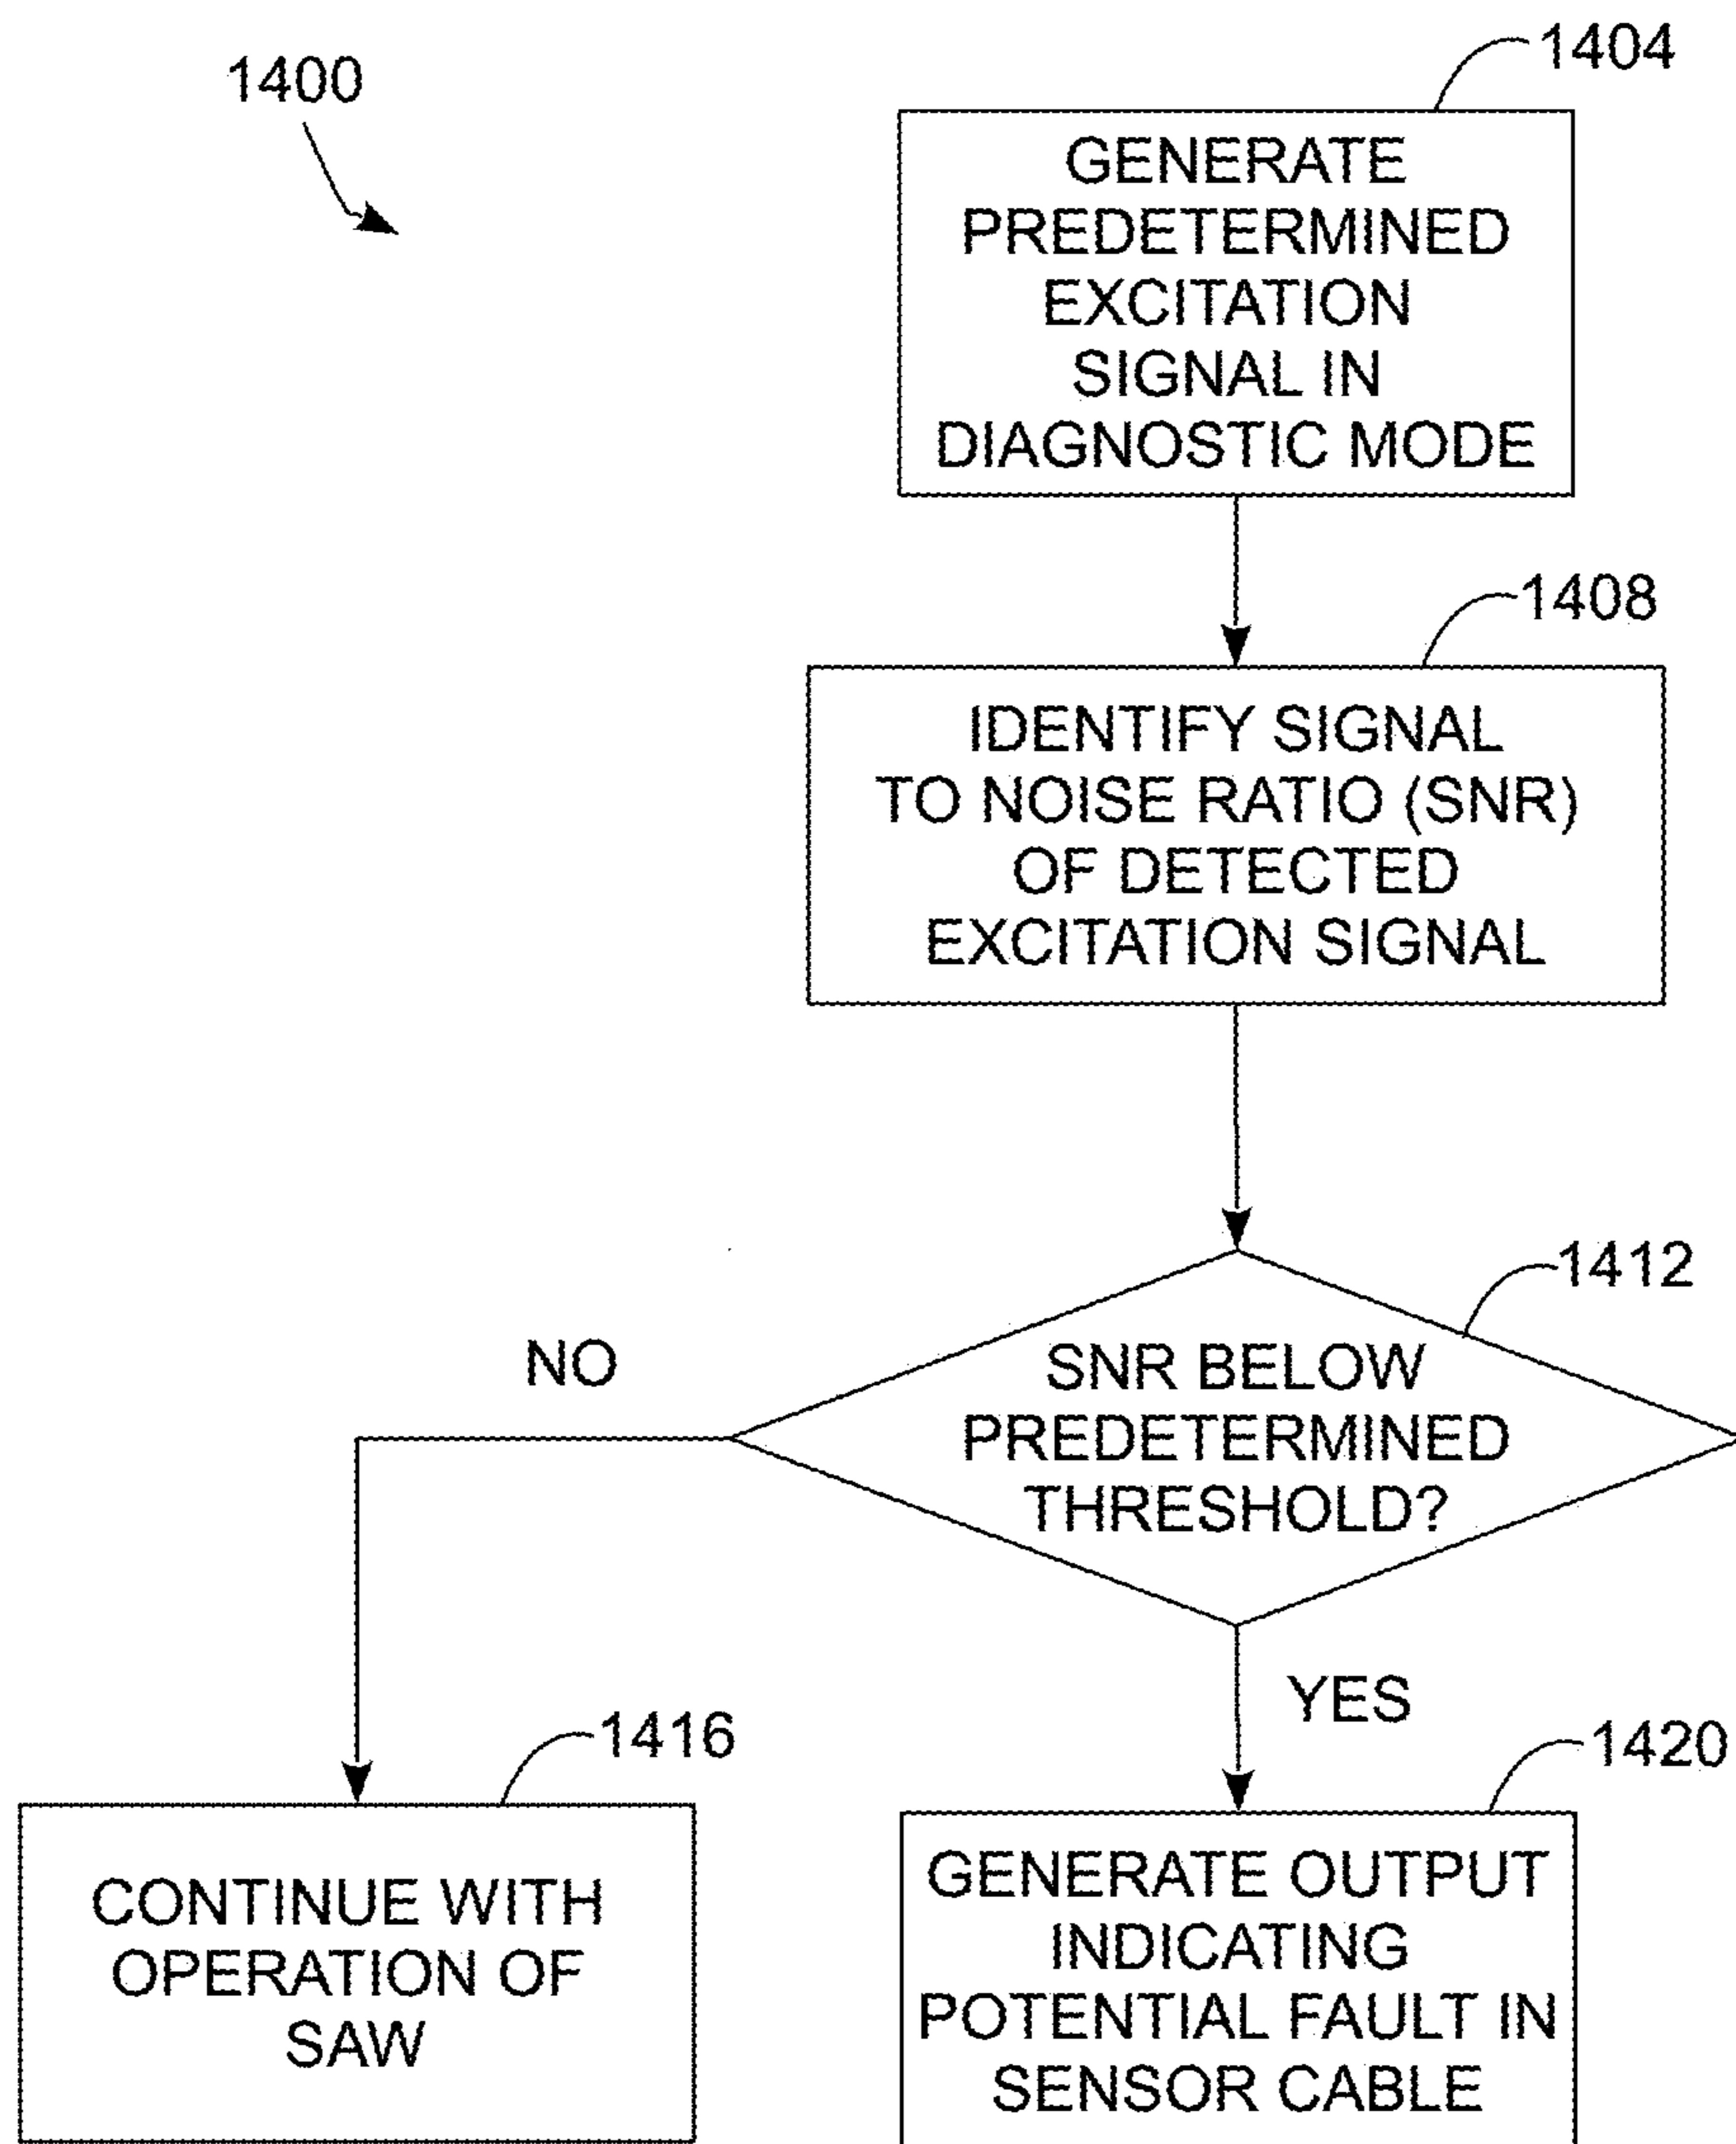 1400
1404
GENERATE
PREDETERMINED
EXCITATION
SIGNAL IN
DIAGNOSTIC MODE
1408
IDENTIFY SIGNAL
TO NOISE RATIO (SNR)
OF DETECTED
EXCITATION SIGNAL
1412
SNR BELOW
PREDETERMINED
THRESHOLD?
NO
YES
1416
CONTINUE WITH
OPERATION OF
SAW
1420
GENERATE OUTPUT
INDICATING
POTENTIAL FAULT IN
SENSOR CABLE